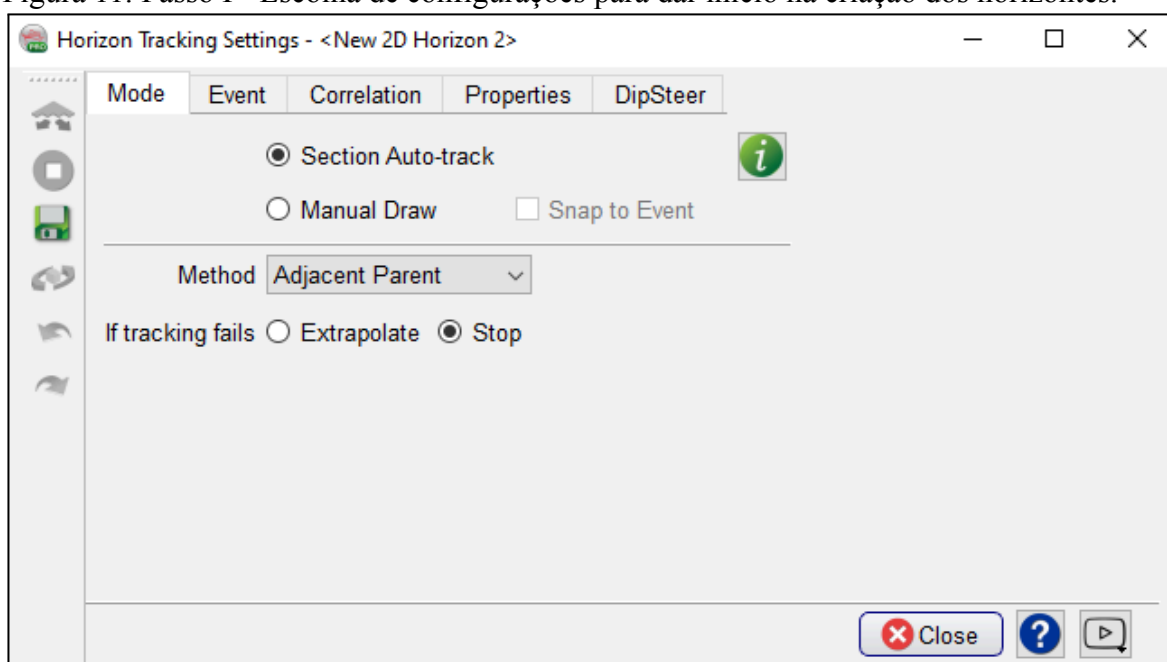 Figura 11: Passo I - Escolha de configurações para dar início na criação dos horizontes.
Horizon Tracking Settings - <New 2D Horizon 2>
Mode Event Correlation Properties DipSteer
Section Auto-track
Manual Draw Snap to Event
Method Adjacent Parent
If tracking fails Extrapolate Stop
Close